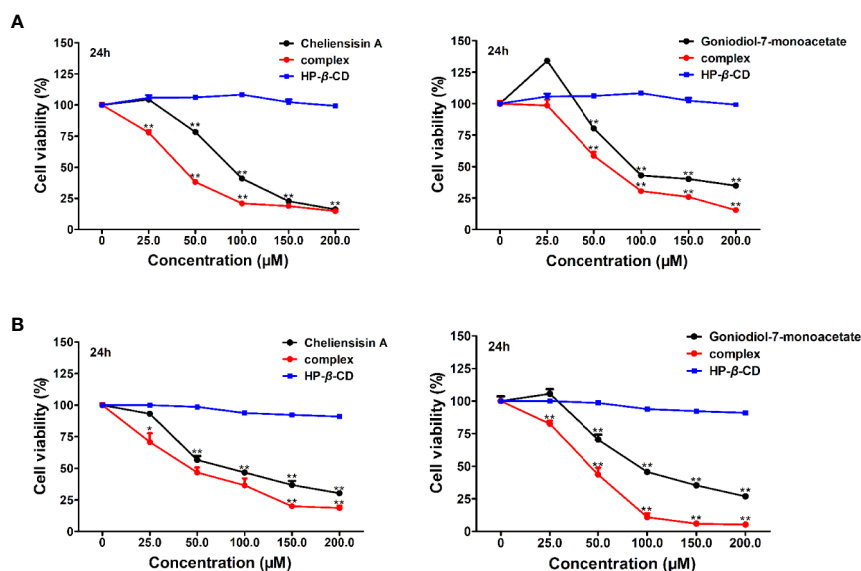 A
24h
Cheliensisin A
complex
HP-β-CD
Cell viability (%)
150
125
100
75
50
25
0
** ** ** **
** ** ** 
0 25.0 50.0 100.0 150.0 200.0
Concentration (µM)
24h
Goniodiol-7-monoacetate
complex
HP-β-CD
Cell viability (%)
150
125
100
75
50
25
0
** ** ** **
** ** ** **
0 25.0 50.0 100.0 150.0 200.0
Concentration (µM)
B
24h
Cheliensisin A
complex
HP-β-CD
Cell viability (%)
150
125
100
75
50
25
0
* ** ** ** **
** **
0 25.0 50.0 100.0 150.0 200.0
Concentration (µM)
24h
Goniodiol-7-monoacetate
complex
HP-β-CD
Cell viability (%)
150
125
100
75
50
25
0
** ** ** ** **
** ** ** **
0 25.0 50.0 100.0 150.0 200.0
Concentration (µM)